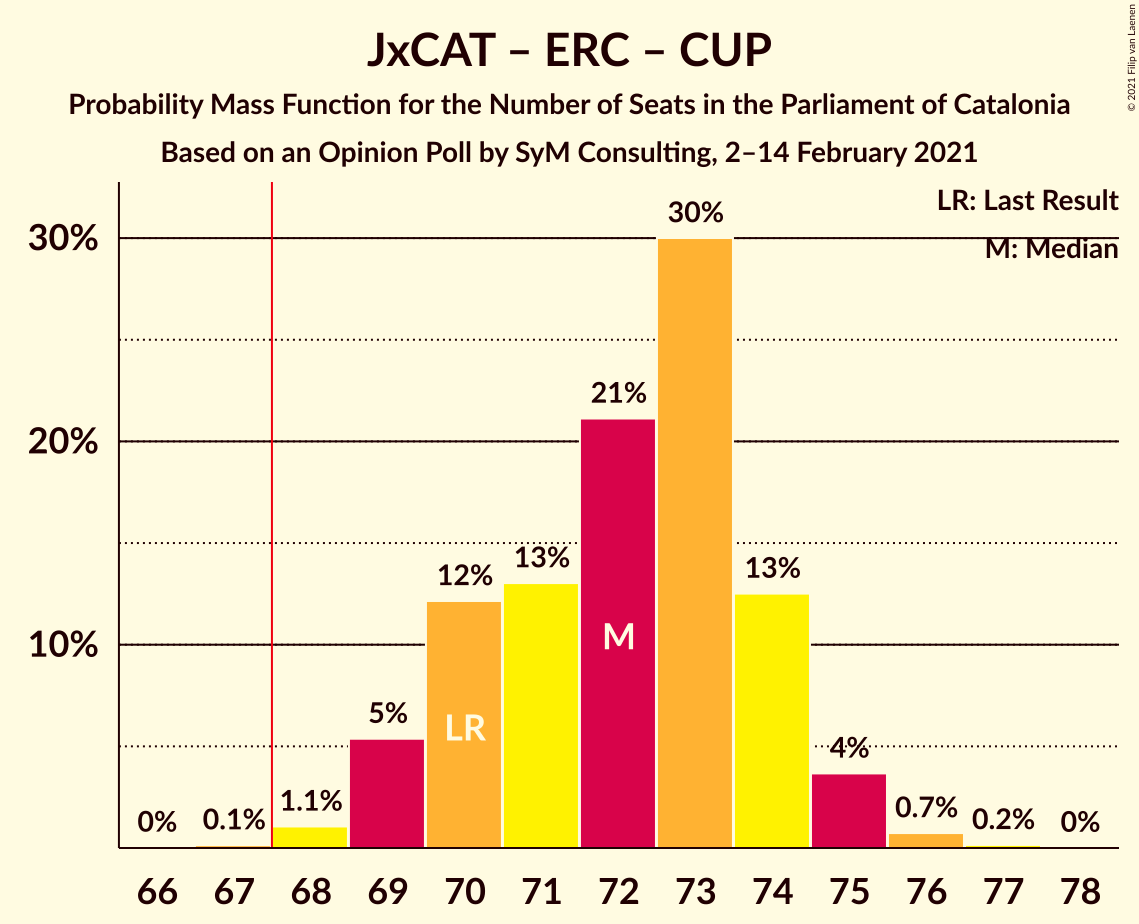 JxCAT – ERC – CUP
Probability Mass Function for the Number of Seats in the Parliament of Catalonia
Based on an Opinion Poll by SyM Consulting, 2–14 February 2021
© 2021 Filip van Laenen
LR: Last Result
M: Median
30%
20%
10%
0%
0.1%
1.1%
5%
12%
13%
21%
30%
13%
4%
0.7%
0.2%
0%
LR
M
66 67 68 69 70 71 72 73 74 75 76 77 78